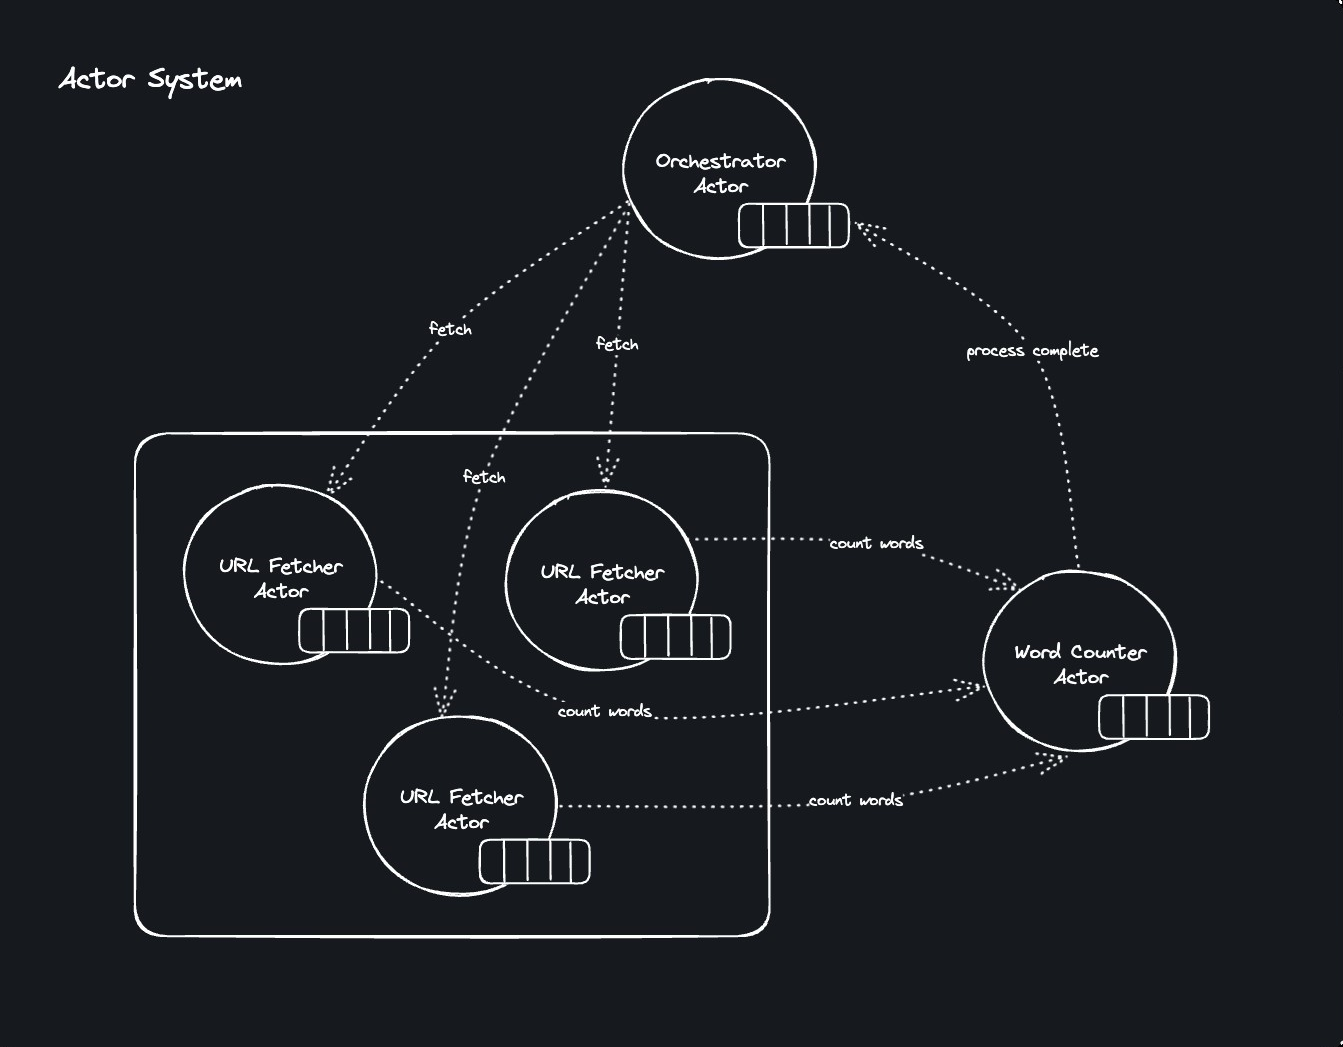 Actor System
Orchestrator
Actor
fetch
fetch
process complete
fetch
URL Fetcher
Actor
URL Fetcher
Actor
count words
Word Counter
Actor
count words
URL Fetcher
Actor
count words